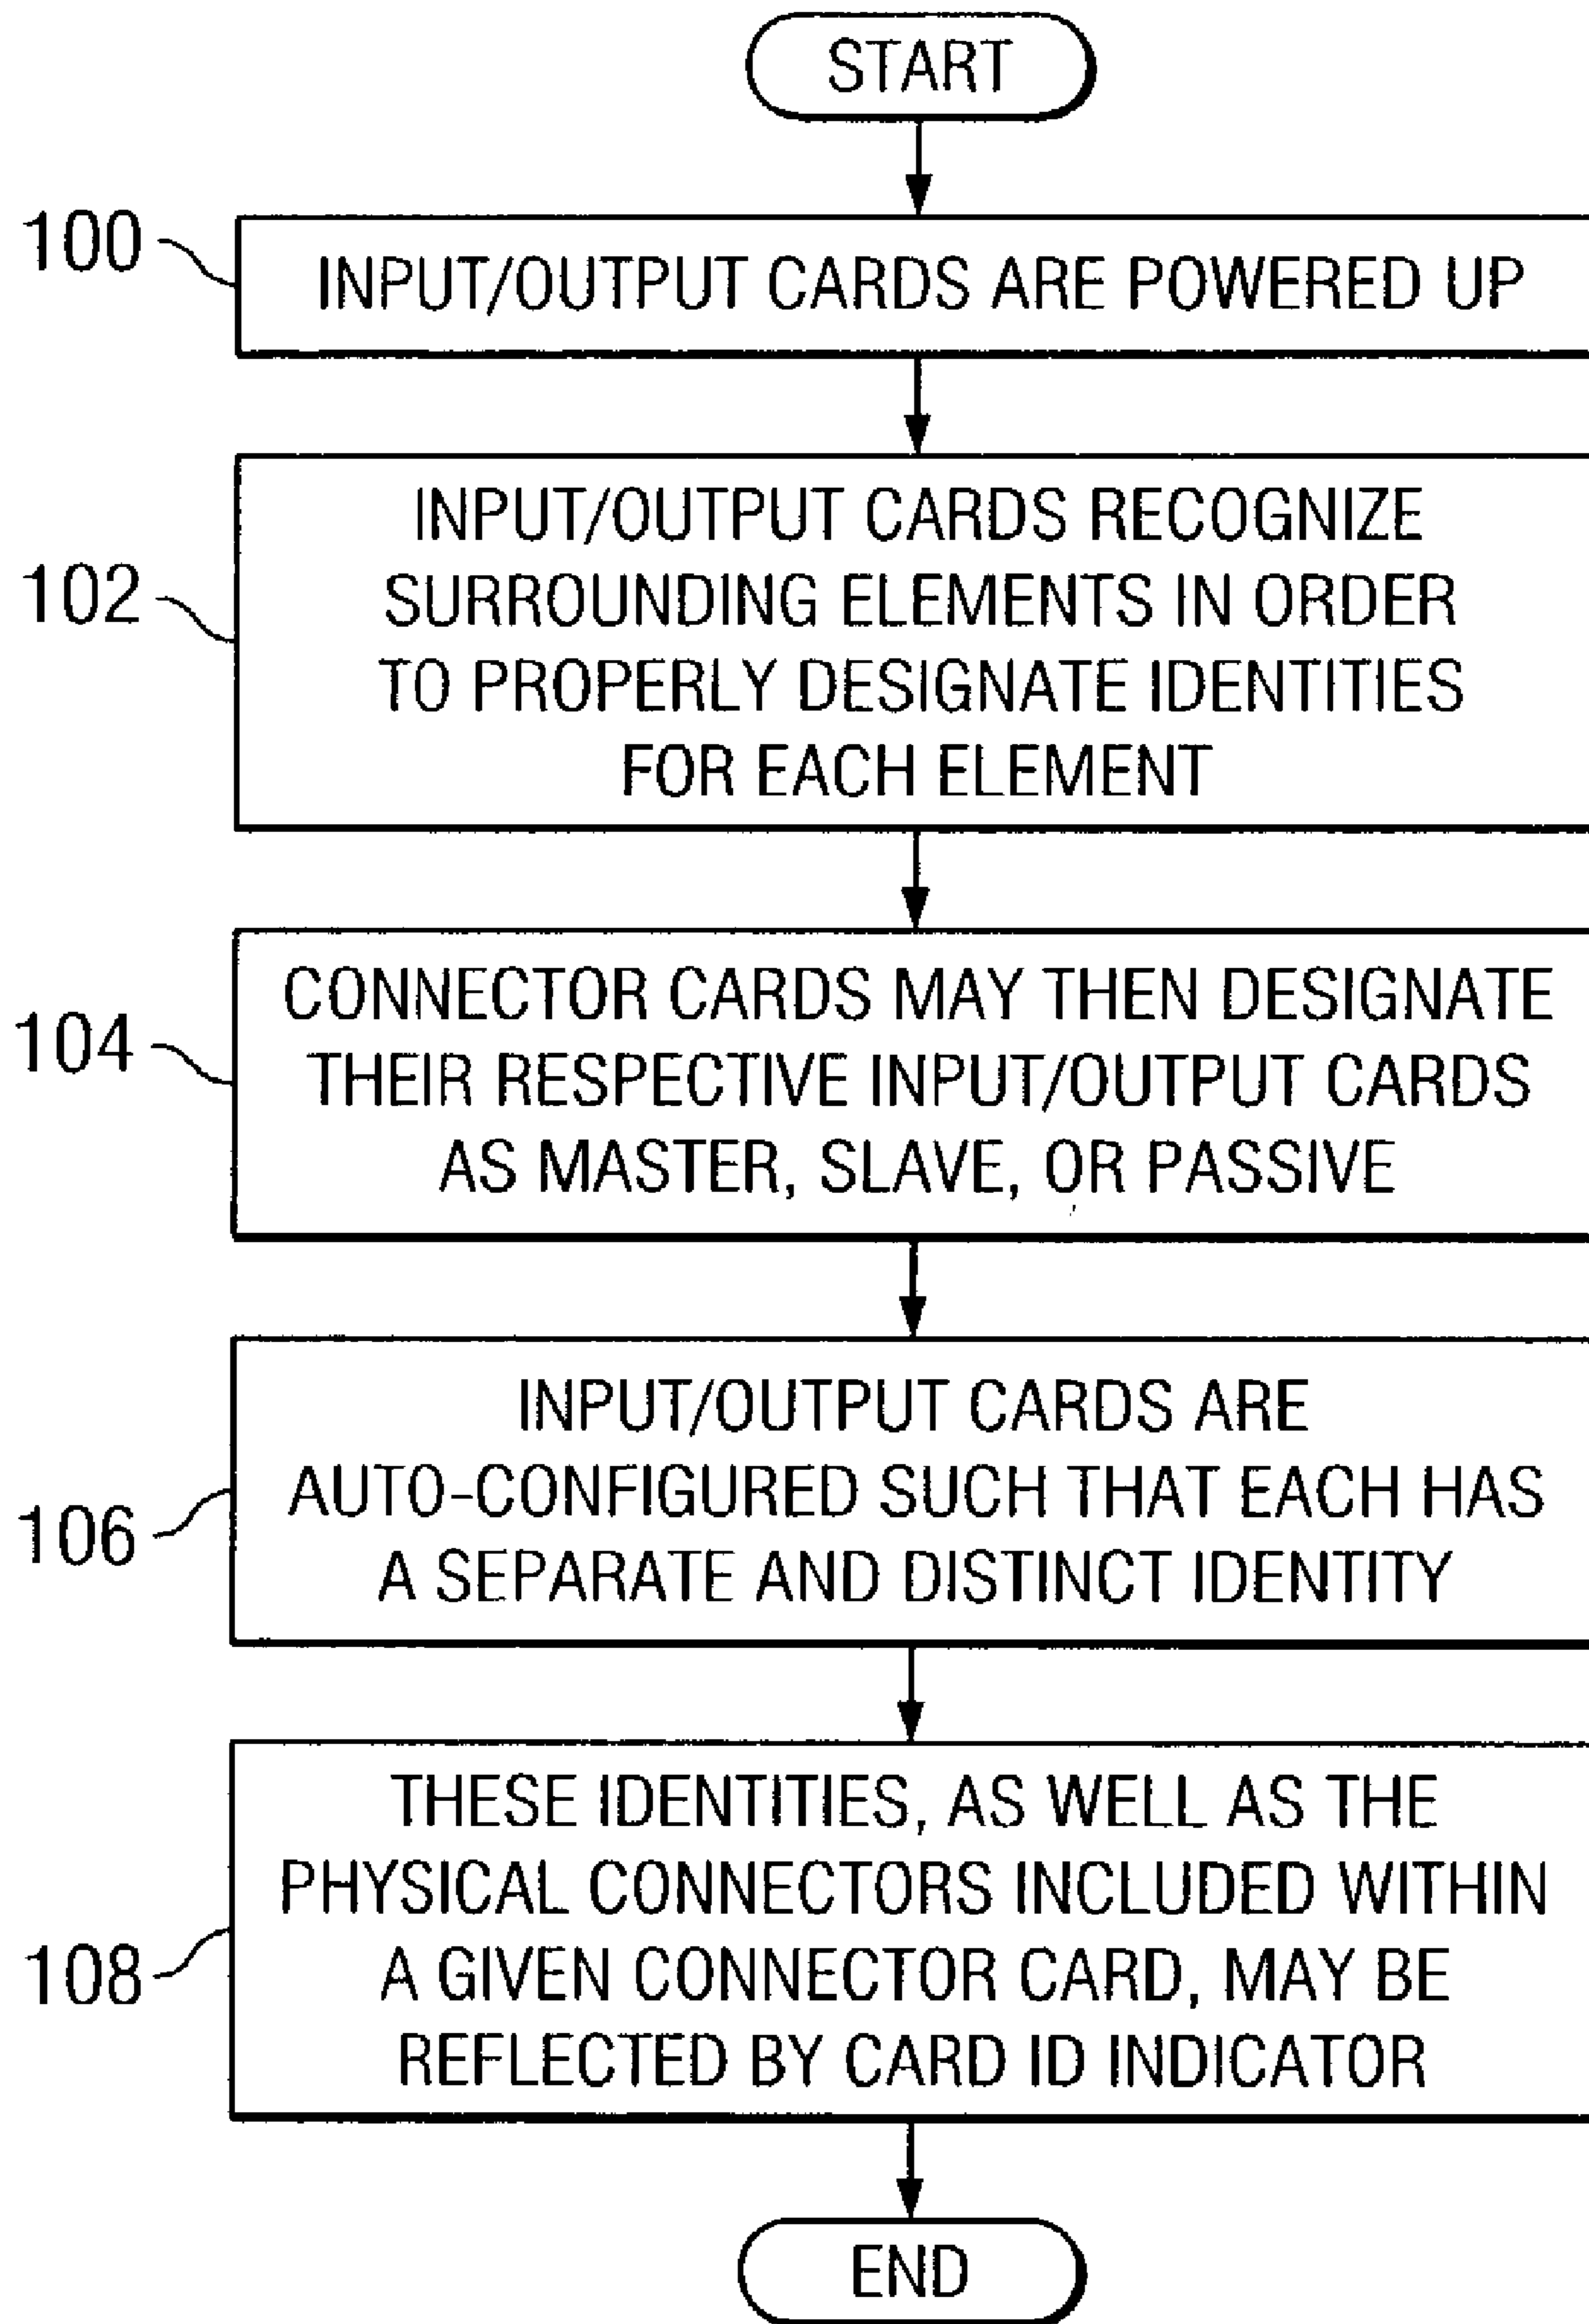 START
100
INPUT/OUTPUT CARDS ARE POWERED UP
102
INPUT/OUTPUT CARDS RECOGNIZE
SURROUNDING ELEMENTS IN ORDER
TO PROPERLY DESIGNATE IDENTITIES
FOR EACH ELEMENT
104
CONNECTOR CARDS MAY THEN DESIGNATE
THEIR RESPECTIVE INPUT/OUTPUT CARDS
AS MASTER, SLAVE, OR PASSIVE
106
INPUT/OUTPUT CARDS ARE
AUTO-CONFIGURED SUCH THAT EACH HAS
A SEPARATE AND DISTINCT IDENTITY
108
THESE IDENTITIES, AS WELL AS THE
PHYSICAL CONNECTORS INCLUDED WITHIN
A GIVEN CONNECTOR CARD, MAY BE
REFLECTED BY CARD ID INDICATOR
END